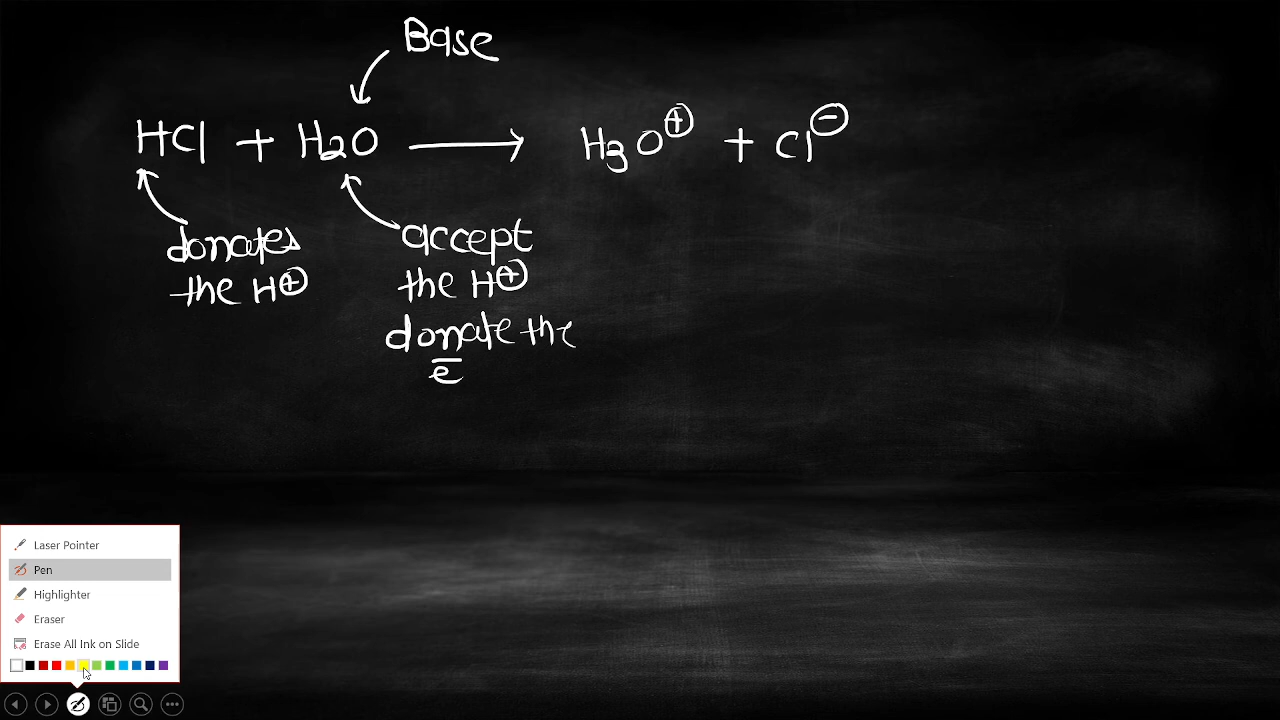 Base
HCl + H2O ⟶ H3O⊕ + Cl⊖
donates
the H⊕
accept
the H⊕
donate the
e̅
Laser Pointer
Pen
Highlighter
Eraser
Erase All Ink on Slide